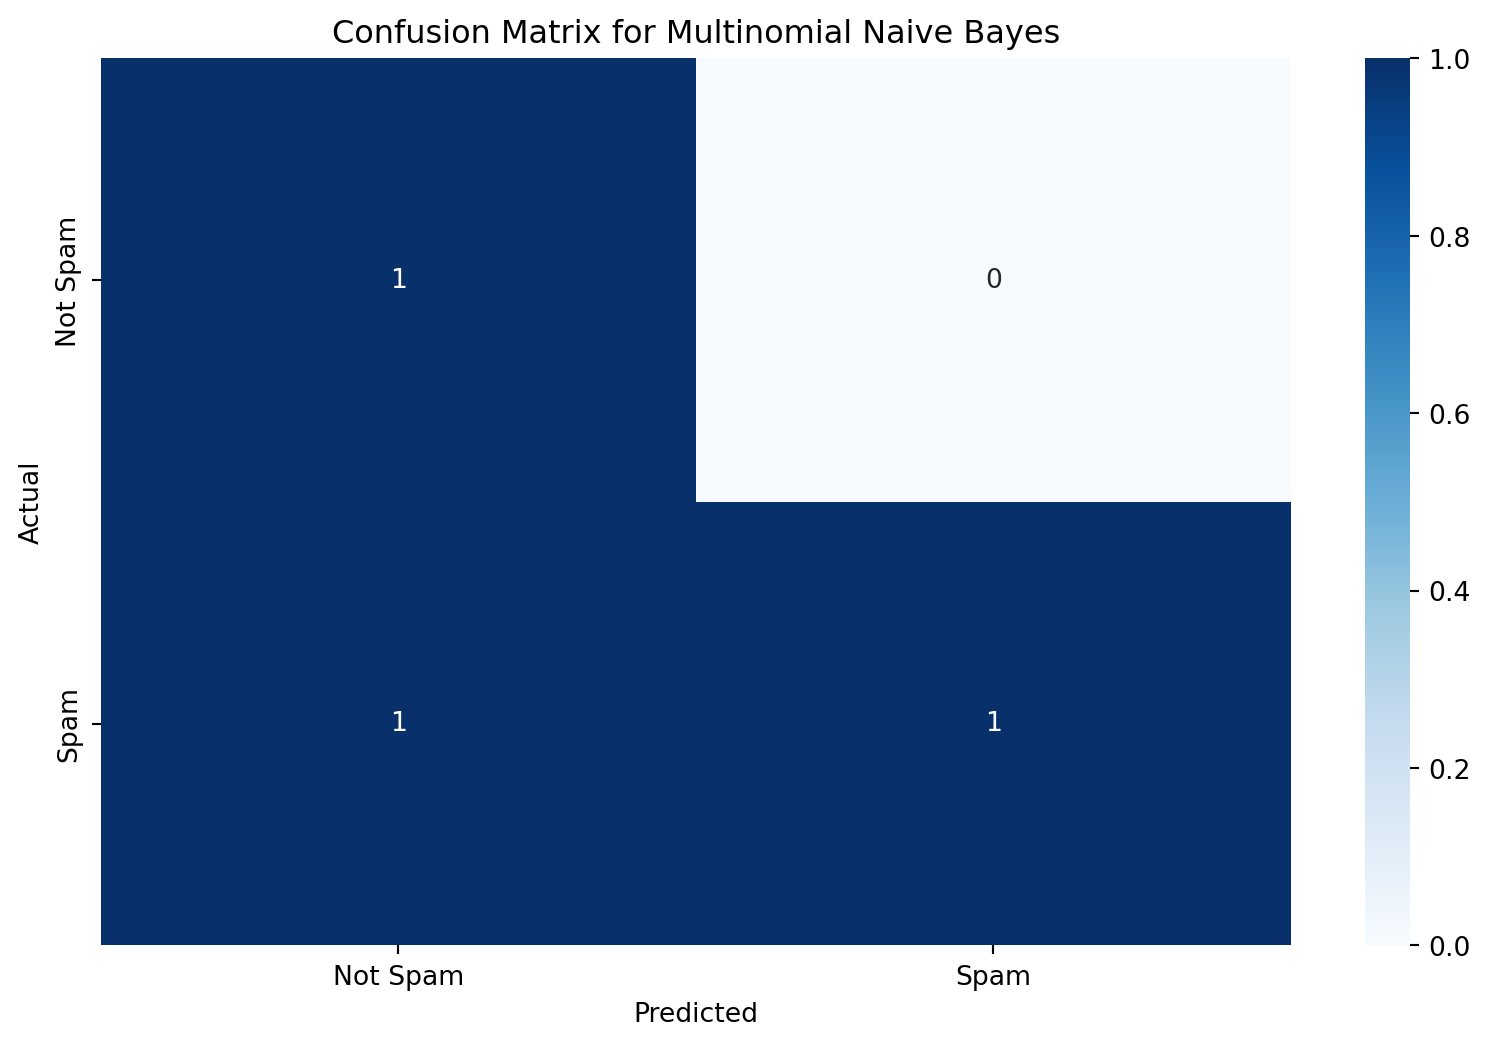 Confusion Matrix for Multinomial Naive Bayes
Actual
Not Spam
1
0
Spam
1
1
Not Spam
Spam
Predicted
1.0
0.8
0.6
0.4
0.2
0.0